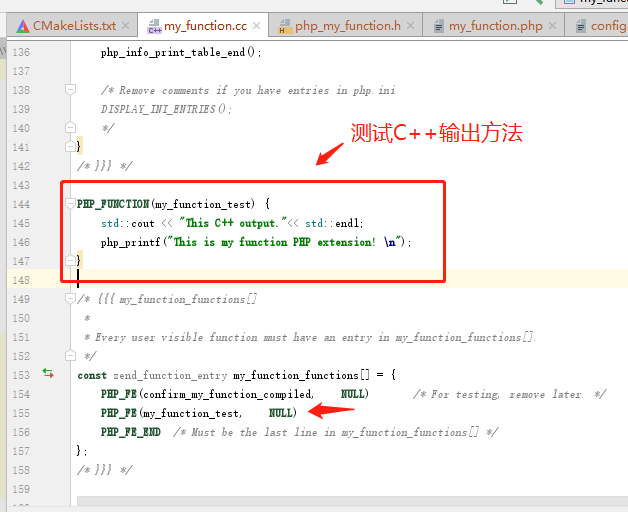 CMakeLists.txt my_function.cc php_my_function.h my_function.php config
136 php_info_print_table_end();
137
138 /* Remove comments if you have entries in php.ini
139 DISPLAY_INI_ENTRIES();
140 */
141 }
142 /* }}} */
测试C++输出方法
143
144 PHP_FUNCTION(my_function_test) {
145 std::cout << "This C++ output."<< std::endl;
146 php_printf("This is my function PHP extension! \n");
147 }
148
149 /* {{{ my_function_functions[]
150 *
151 * Every user visible function must have an entry in my_function_functions[].
152 */
153 const zend_function_entry my_function_functions[] = {
154 PHP_FE(confirm_my_function_compiled, NULL) /* For testing, remove later. */
155 PHP_FE(my_function_test, NULL)
156 PHP_FE_END /* Must be the last line in my_function_functions[] */
157 };
158 /* }}} */
159